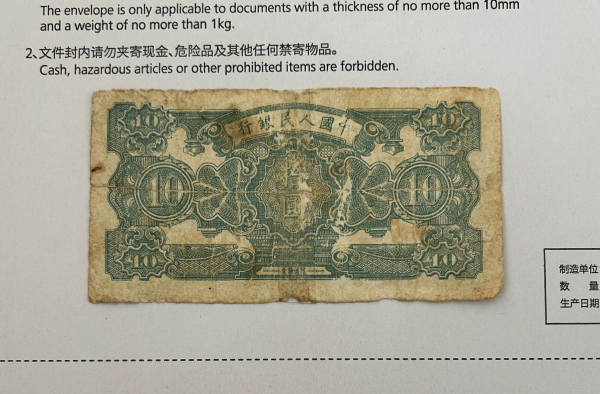 The envelope is only applicable to documents with a thickness of no more than 10mm
and a weight of no more than 1kg.
2、文件封内请勿夹寄现金、危险品及其他任何禁寄物品。
Cash, hazardous articles or other prohibited items are forbidden.
10 10
行銀民人國中
10 10
圓
10 10
制造单位
数 量
生产日期